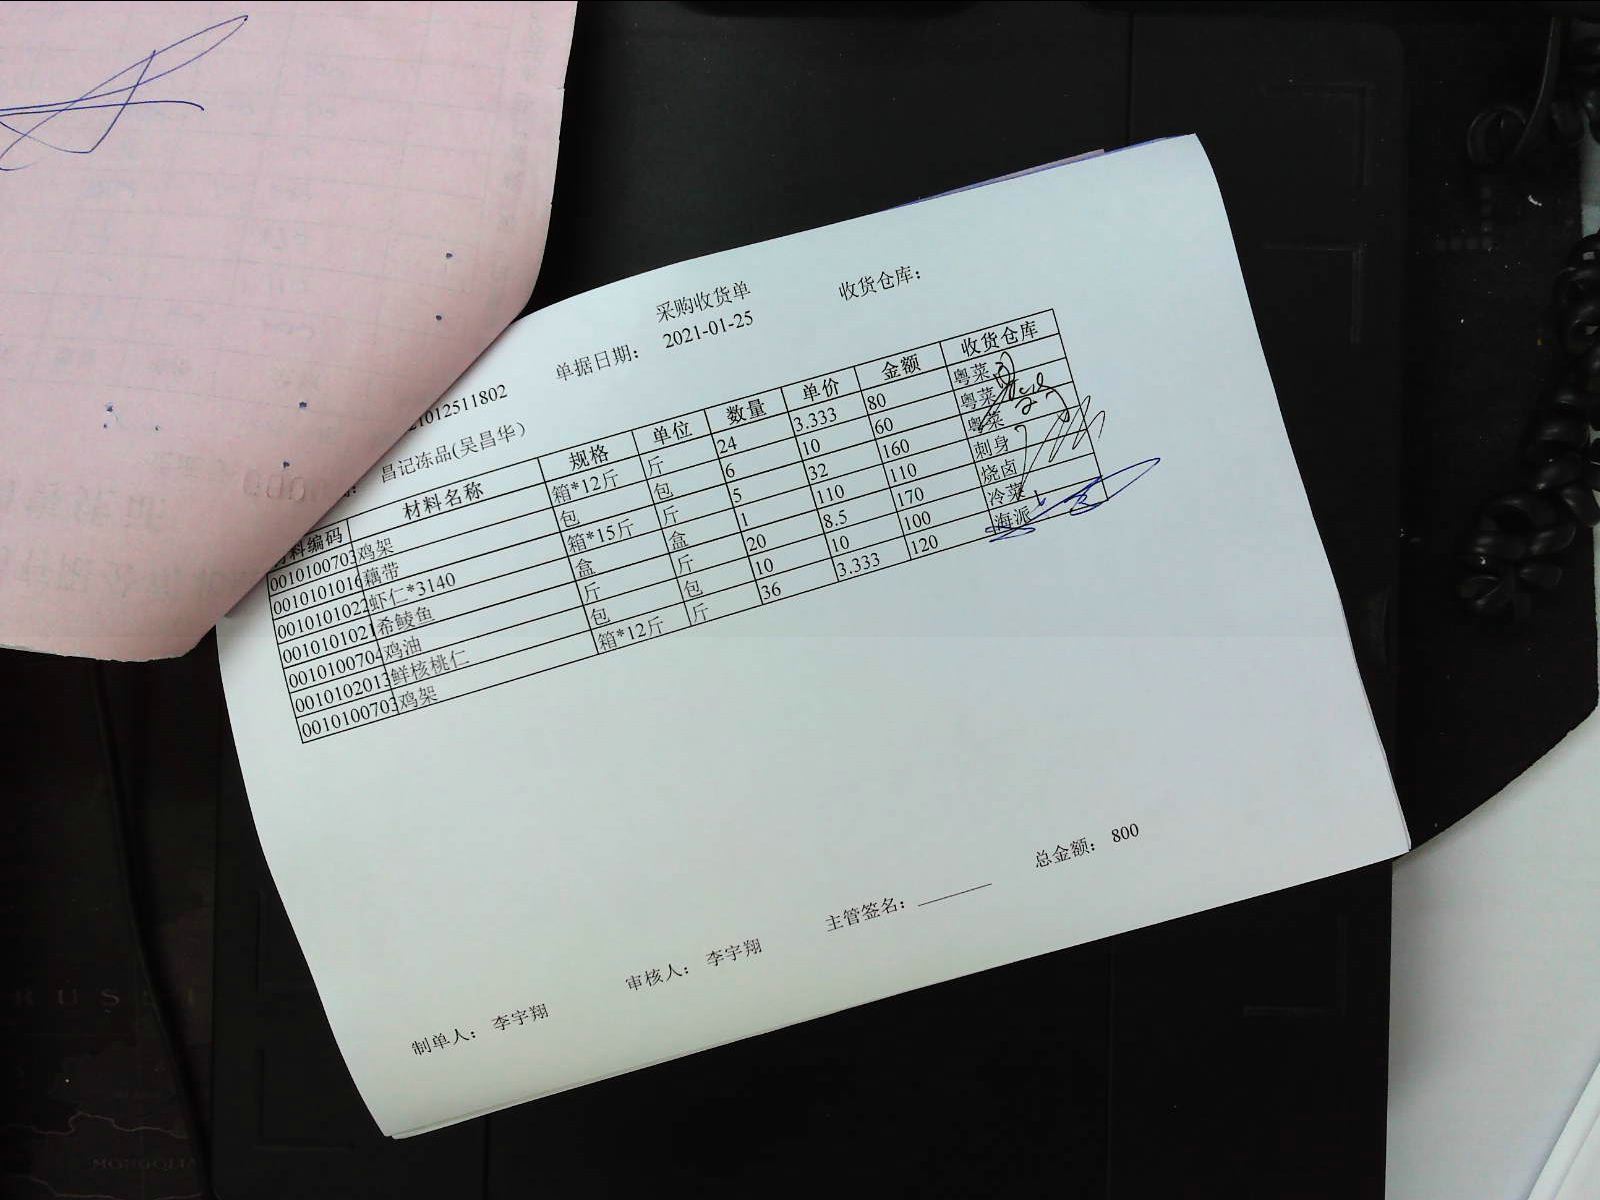 采购收货单 收货仓库：
单据日期： 2021-01-25
21012511802
昌记冻品(吴昌华)
料编码 材料名称 规格 单位 数量 单价 金额 收货仓库
0010100703 鸡架 箱*12斤 斤 24 3.333 80 粤菜
0010101016 藕带 包 包 6 10 60 粤菜
0010101022 虾仁*3140 箱*15斤 斤 5 32 160 粤菜
0010101021 希鲮鱼 盒 盒 1 110 110 刺身
0010100704 鸡油 斤 斤 20 8.5 170 烧卤
0010102013 鲜核桃仁 包 包 10 10 100 冷菜
0010100703 鸡架 箱*12斤 斤 36 3.333 120 海派
总金额： 800
主管签名：
审核人： 李宇翔
制单人： 李宇翔